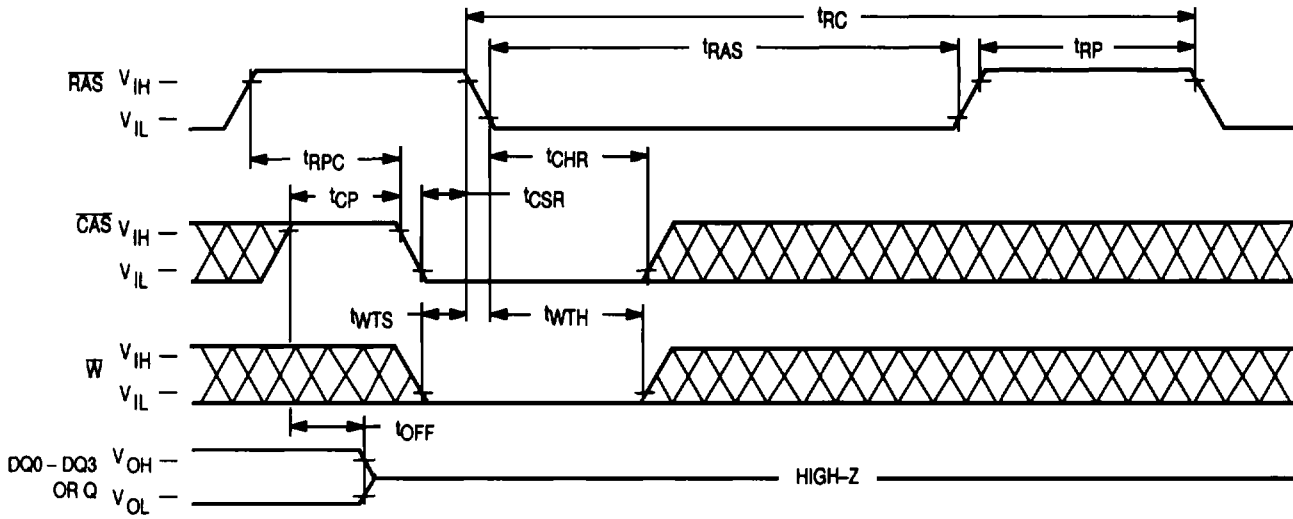 tRC
tRAS
tRP
RAS VIH
VIL
tRPC
tCHR
tCP
tCSR
CAS VIH
VIL
tWTS
tWTH
W VIH
VIL
tOFF
DQ0 – DQ3 VOH
OR Q VOL
HIGH–Z